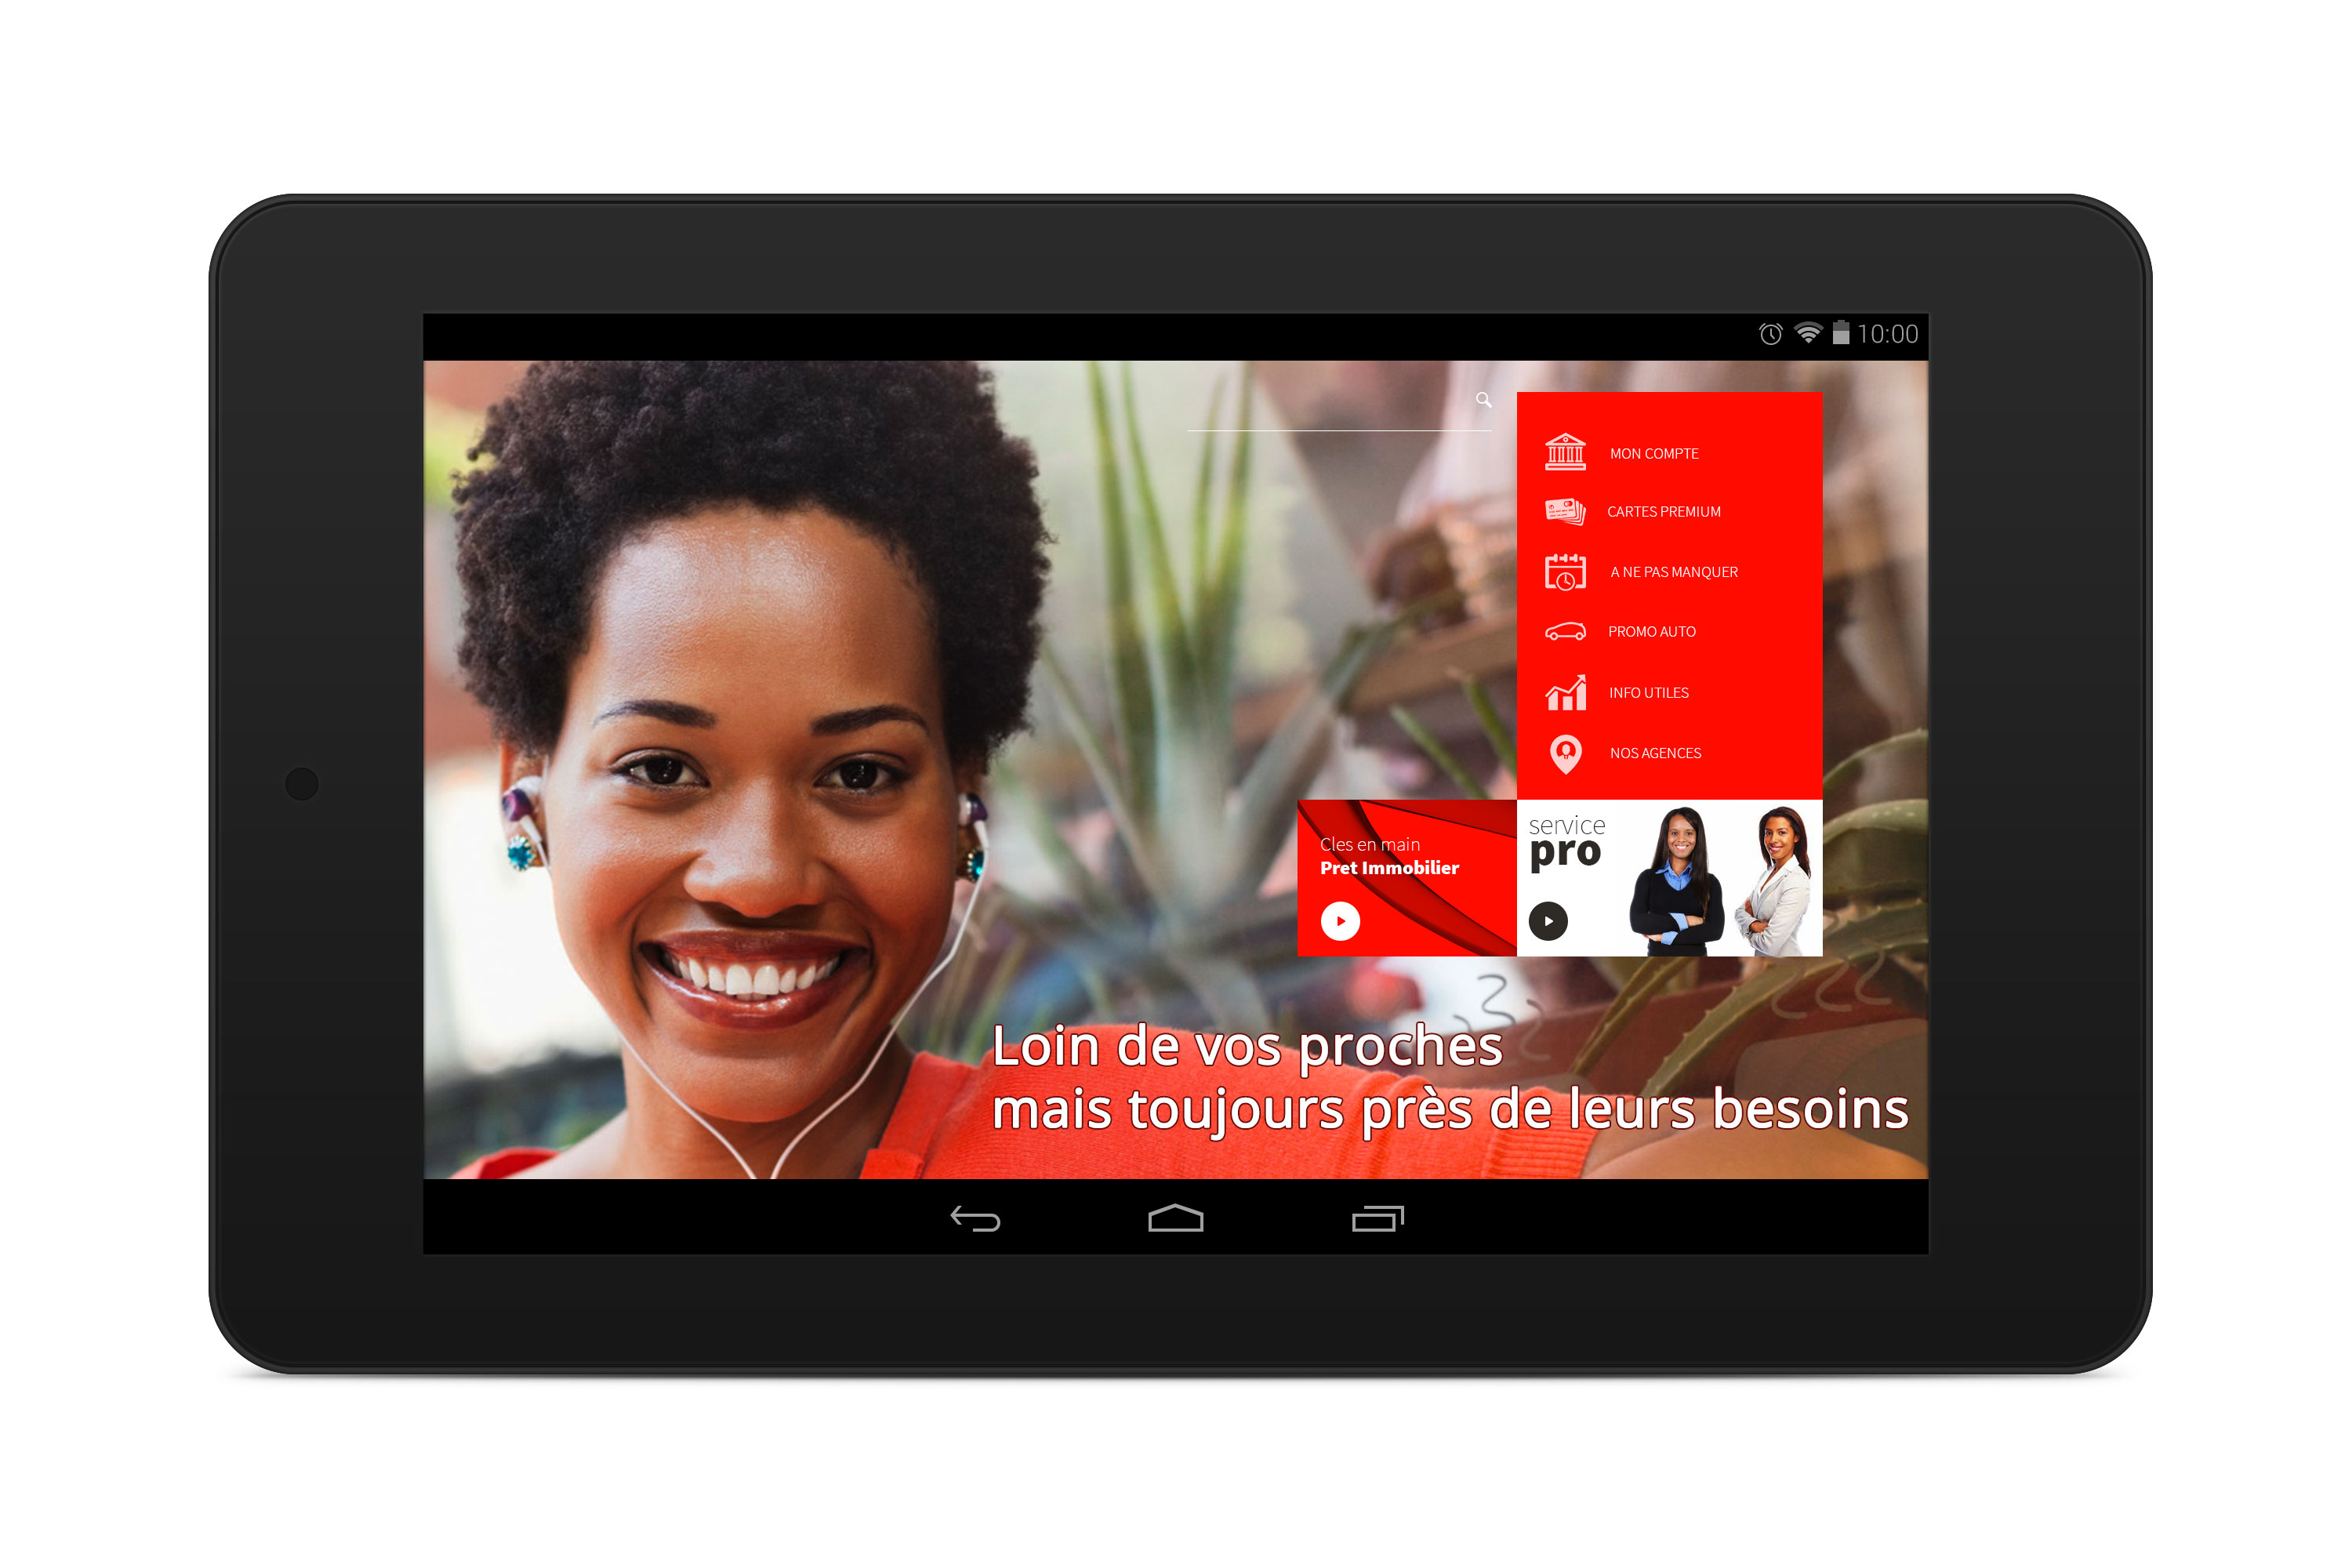 10:00
MON COMPTE
CARTES PREMIUM
A NE PAS MANQUER
PROMO AUTO
INFO UTILES
NOS AGENCES
Cles en main
Pret Immobilier
service
pro
Loin de vos proches
mais toujours près de leurs besoins